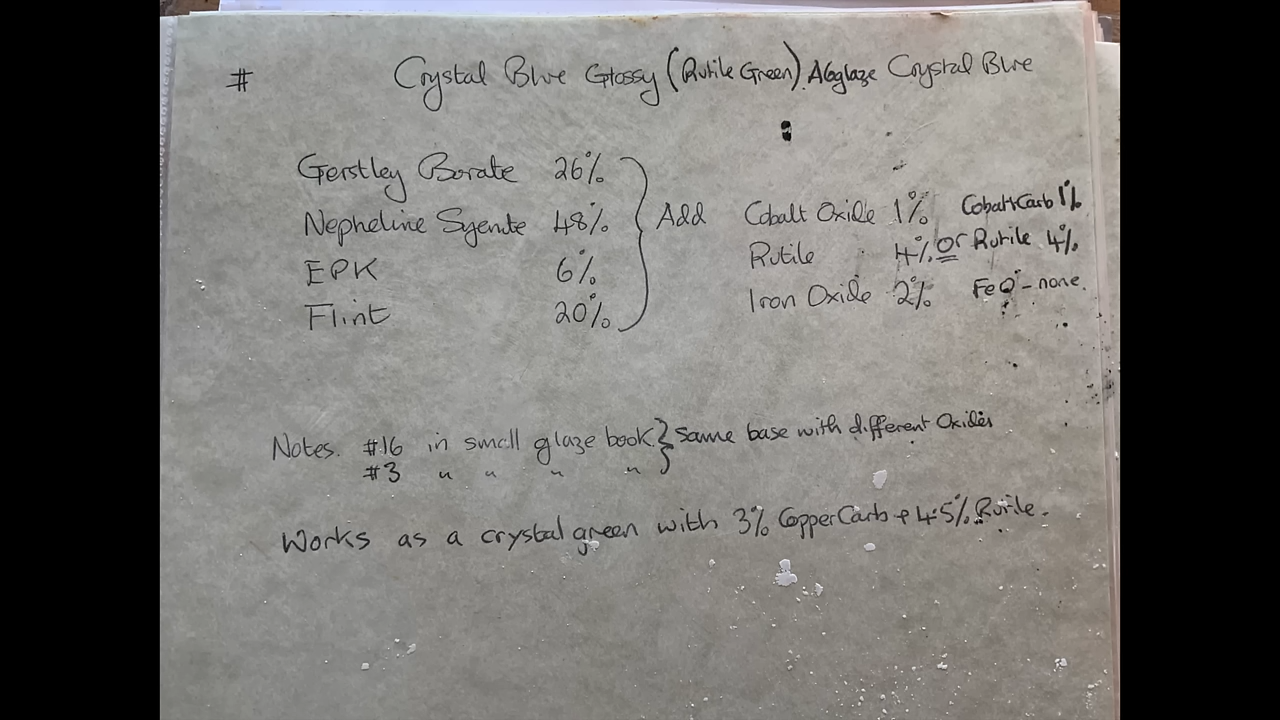 # Crystal Blue Glossy (Rutile Green). Abglaze Crystal Blue
Gerstley Borate 26%
Nepheline Syenite 48% } Add Cobalt Oxide 1% Cobalt Carb 1%
EPK 6% Rutile 4% or Rutile 4%
Flint 20% Iron Oxide 2% FeO - none.
Notes. #16 in small glaze book } same base with different Oxides
#3 " " " "
Works as a crystal green with 3% Copper Carb + 4.5% Rutile.